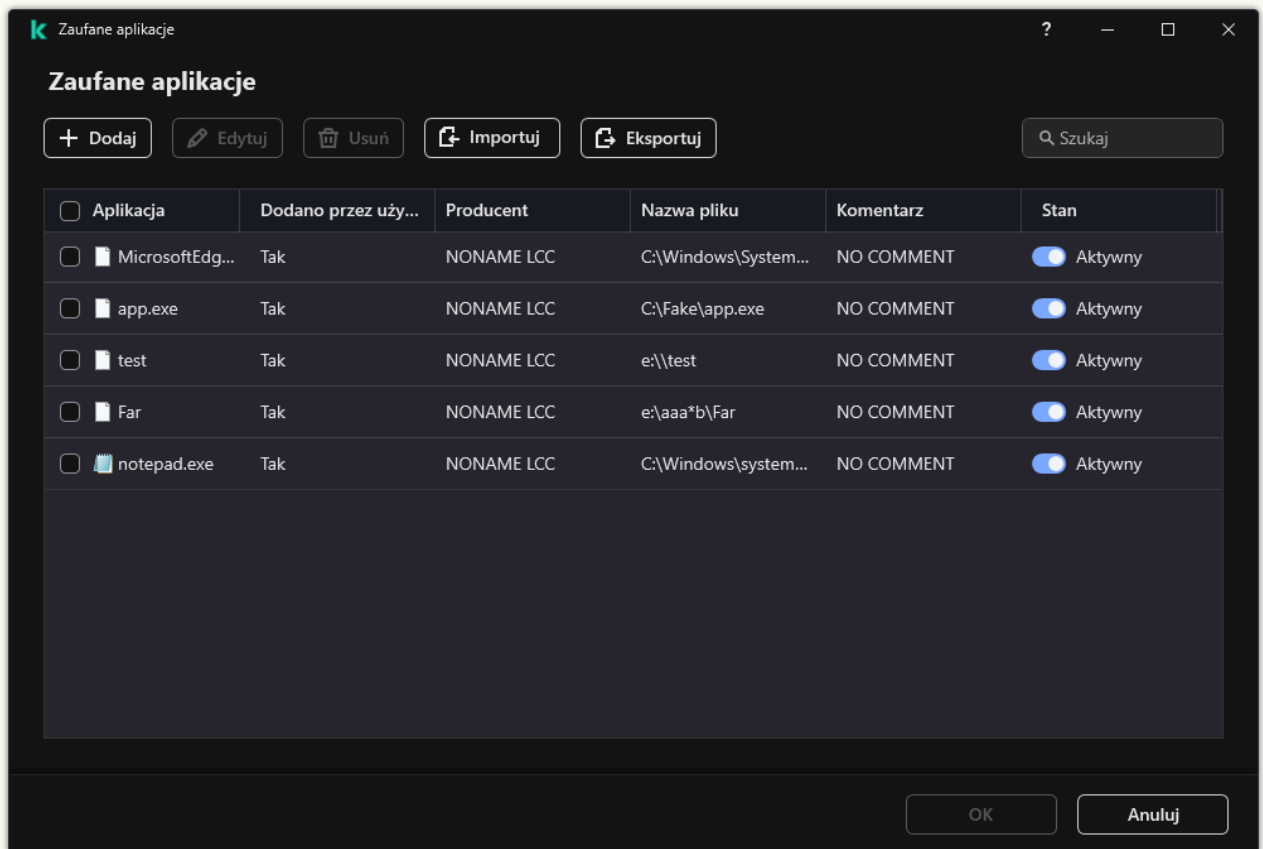 Zaufane aplikacje
Zaufane aplikacje
Dodaj Edytuj Usuń Importuj Eksportuj Szukaj
Aplikacja Dodano przez uży... Producent Nazwa pliku Komentarz Stan
MicrosoftEdg... Tak NONAME LCC C:\Windows\System... NO COMMENT Aktywny
app.exe Tak NONAME LCC C:\Fake\app.exe NO COMMENT Aktywny
test Tak NONAME LCC e:\\test NO COMMENT Aktywny
Far Tak NONAME LCC e:\aaa*b\Far NO COMMENT Aktywny
notepad.exe Tak NONAME LCC C:\Windows\system... NO COMMENT Aktywny
OK Anuluj